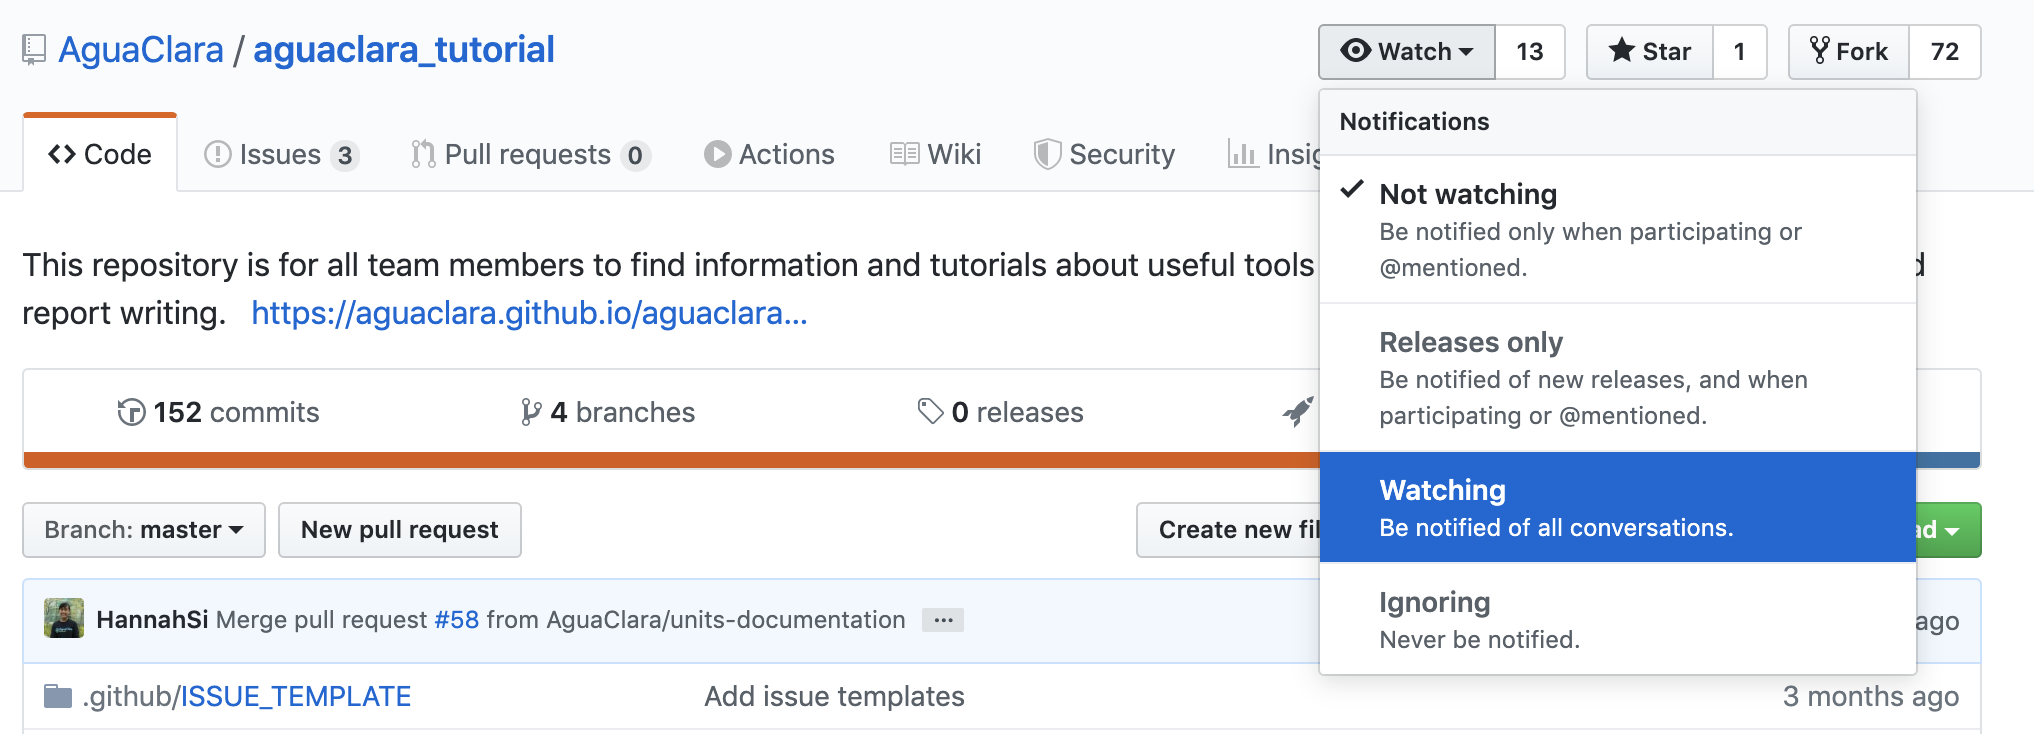 AguaClara / aguaclara_tutorial
Watch 13 Star 1 Fork 72
Code Issues 3 Pull requests 0 Actions Wiki Security
Notifications
Not watching
Be notified only when participating or
@mentioned.
Releases only
Be notified of new releases, and when
participating or @mentioned.
Watching
Be notified of all conversations.
Ignoring
Never be notified.
This repository is for all team members to find information and tutorials about useful tools
report writing. https://aguaclara.github.io/aguaclara...
152 commits 4 branches 0 releases
Branch: master New pull request Create new
HannahSi Merge pull request #58 from AguaClara/units-documentation ... ago
.github/ISSUE_TEMPLATE Add issue templates 3 months ago